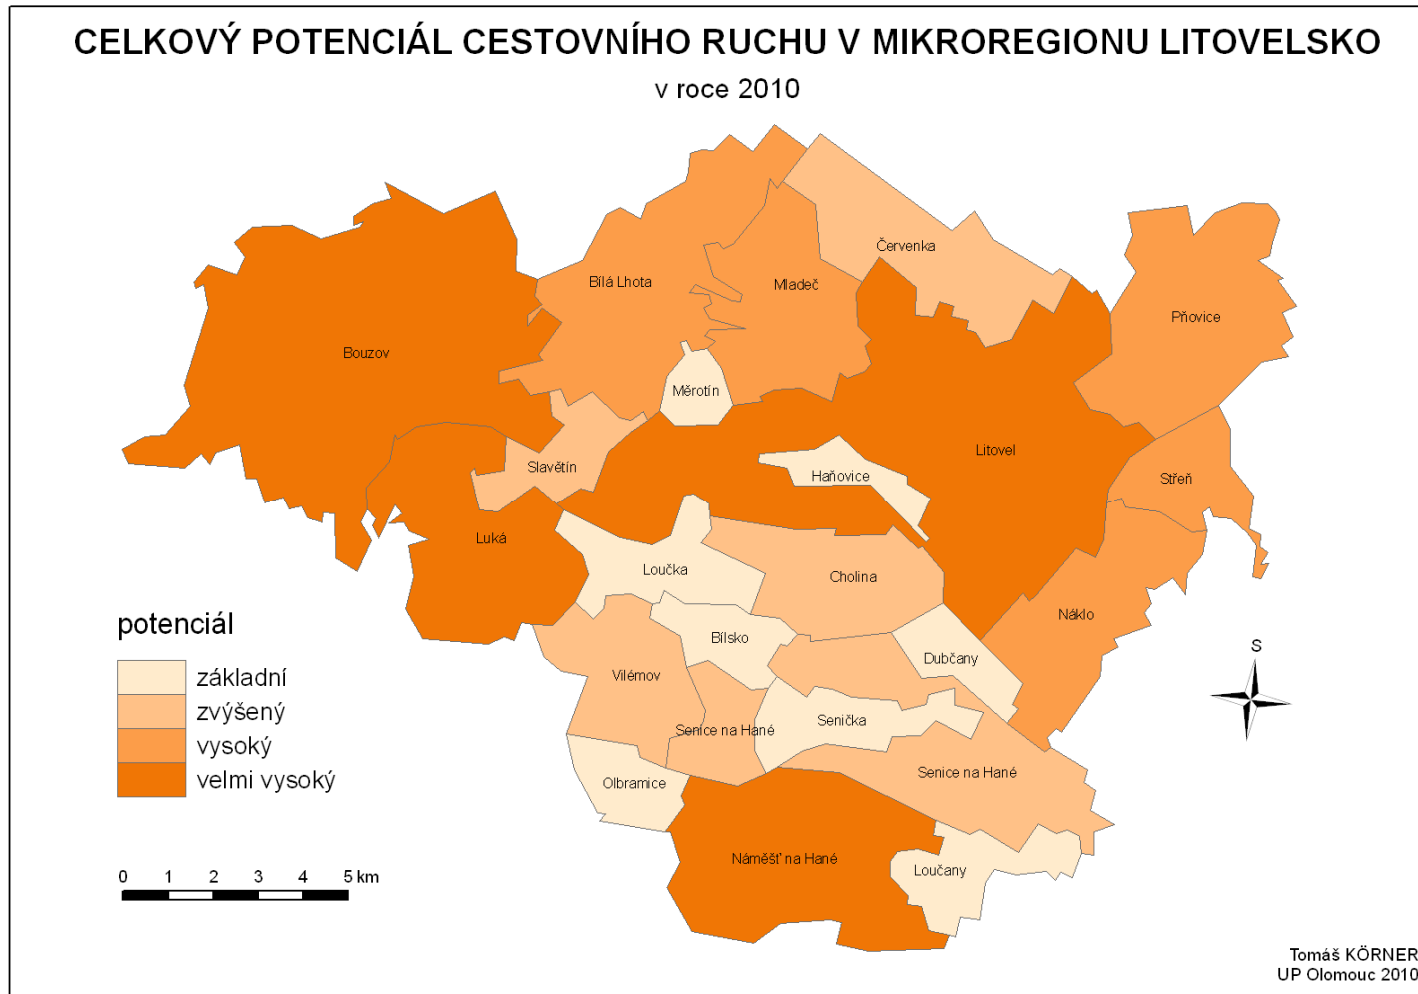 CELKOVÝ POTENCIÁL CESTOVNÍHO RUCHU V MIKROREGIONU LITOVELSKO
v roce 2010
Červenka
Bílá Lhota
Mladeč
Pňovice
Bouzov
Měrotín
Litovel
Slavětín
Haňovice
Střeň
Luká
Loučka
Cholina
Náklo
Bílsko
Dubčany
Vilémov
Senička
Senice na Hané
Senice na Hané
Olbramice
Náměšť na Hané
Loučany
S
potenciál
základní
zvýšený
vysoký
velmi vysoký
0 1 2 3 4 5 km
Tomáš KÖRNER
UP Olomouc 2010